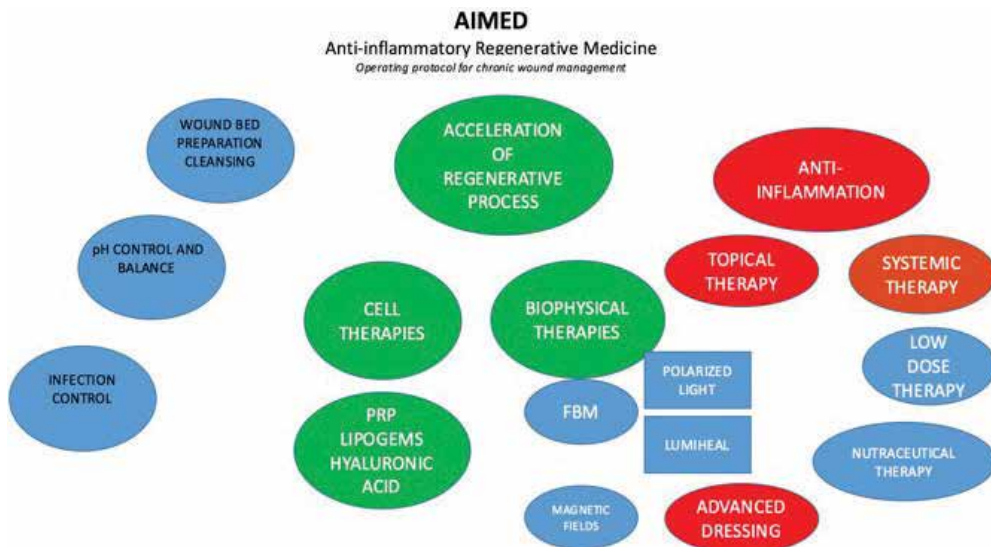 AIMED
Anti-inflammatory Regenerative Medicine
Operating protocol for chronic wound management
WOUND BED
PREPARATION
CLEANSING
pH CONTROL AND
BALANCE
INFECTION
CONTROL
ACCELERATION
OF
REGENERATIVE
PROCESS
CELL
THERAPIES
PRP
LIPOGEMS
HYALURONIC
ACID
BIOPHYSICAL
THERAPIES
FBM
POLARIZED
LIGHT
LUMIHEAL
MAGNETIC
FIELDS
ANTI-
INFLAMMATION
TOPICAL
THERAPY
ADVANCED
DRESSING
SYSTEMIC
THERAPY
LOW
DOSE
THERAPY
NUTRACEUTICAL
THERAPY